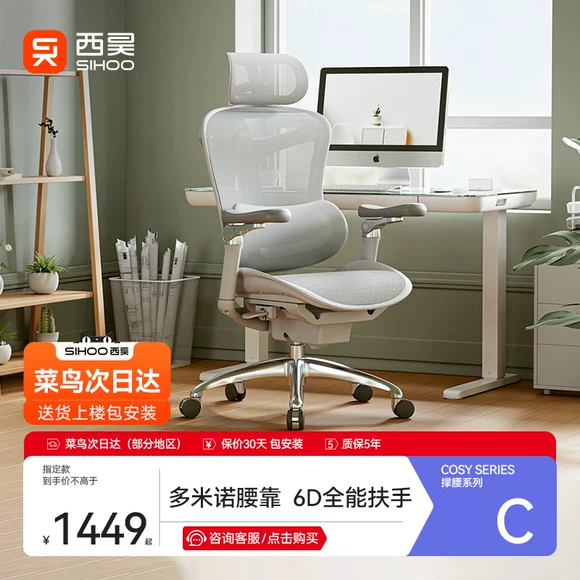 西昊
SIHOO
SIHOO 西昊
菜鸟次日达
送货上楼包安装
菜鸟次日达（部分地区）
¥ 保价30天 包安装
5 质保5年
指定款
到手价不高于
¥1449起
多米诺腰靠 6D全能扶手
咨询客服/点击购买
COSY SERIES
撑腰系列
C